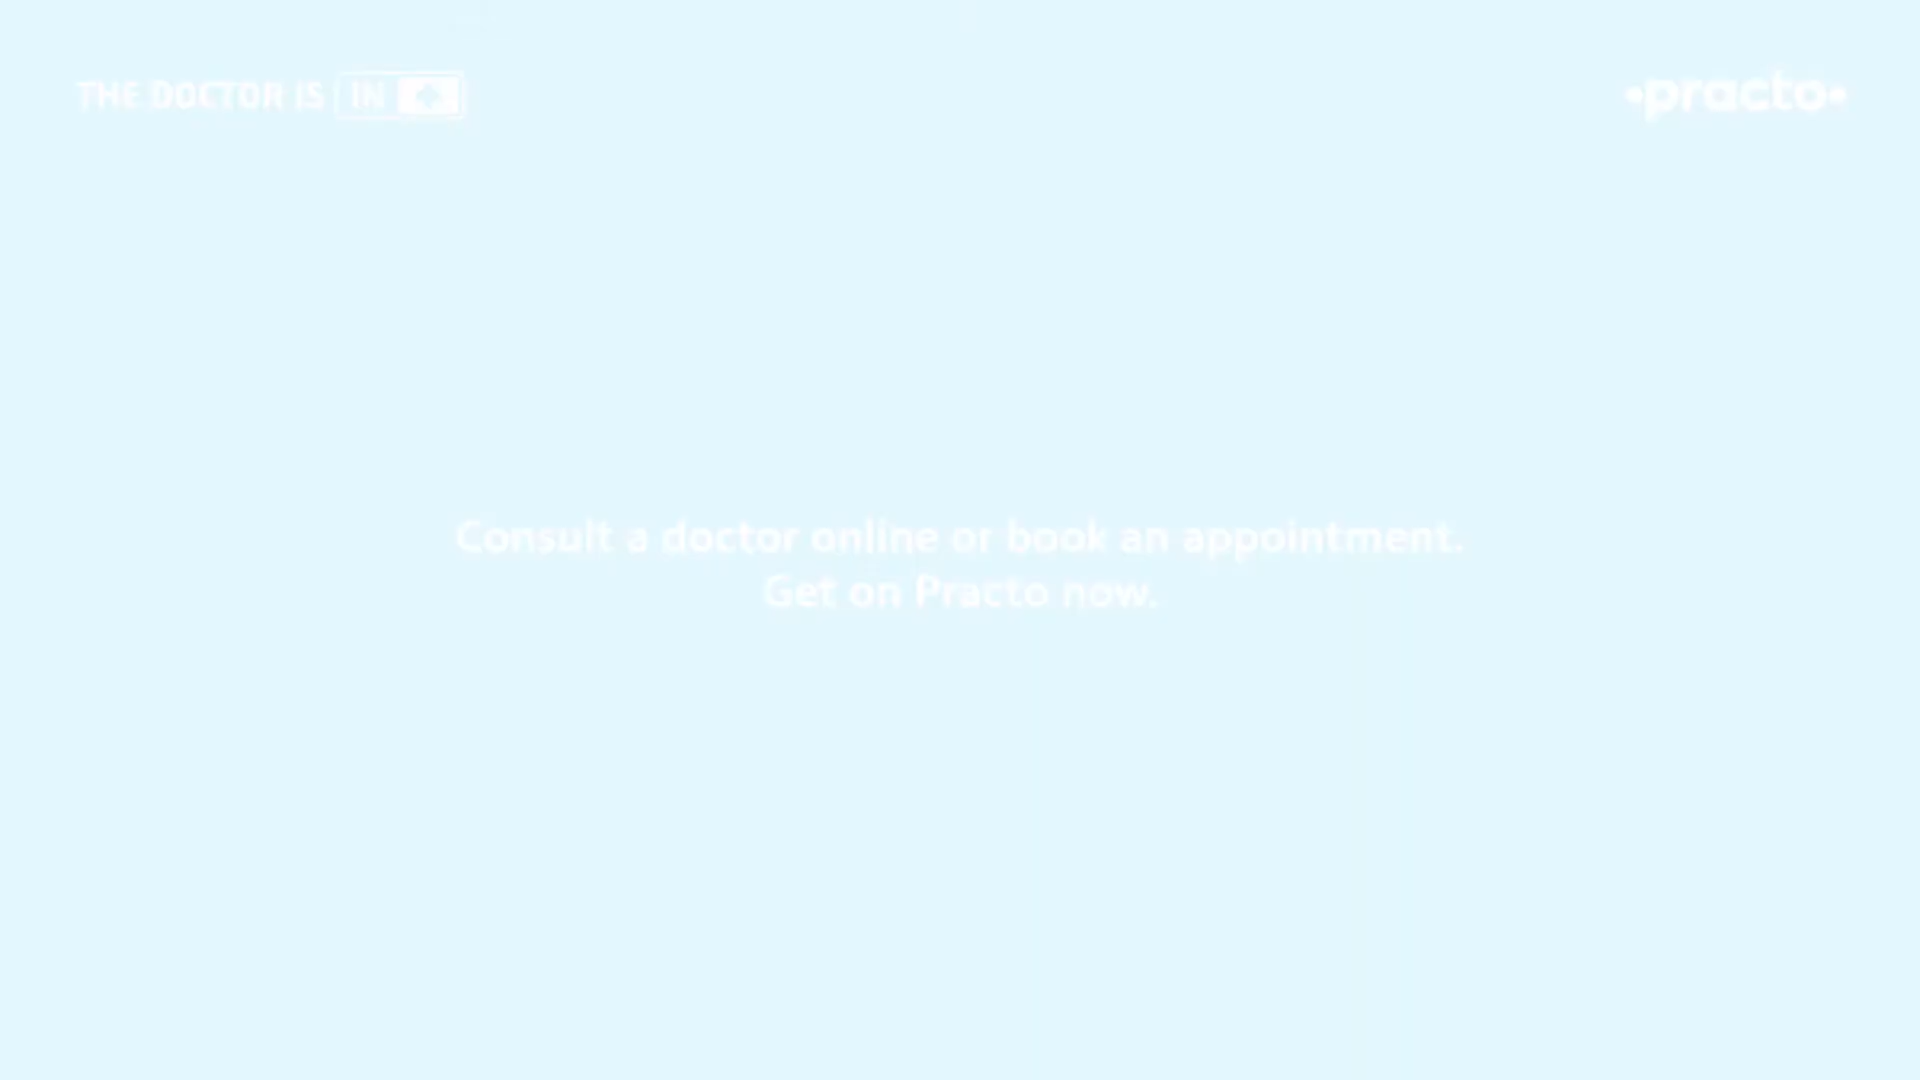 THE DOCTOR IS IN
•practo•
Consult a doctor online or book an appointment.
Get on Practo now.